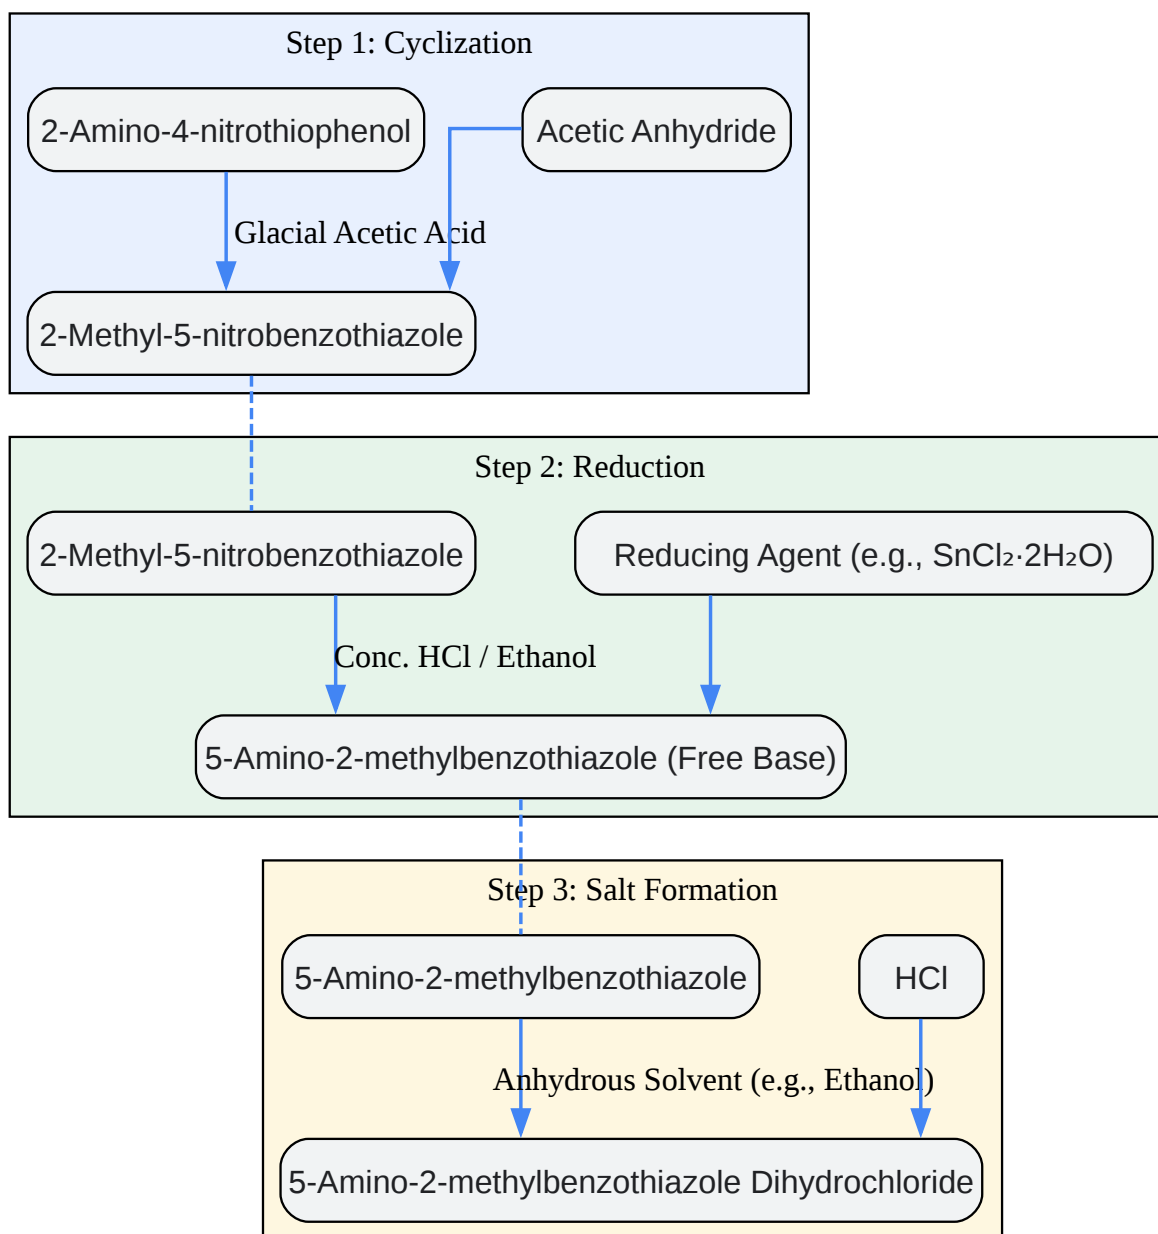 Step 1: Cyclization
2-Amino-4-nitrothiophenol
Acetic Anhydride
Glacial Acetic Acid
2-Methyl-5-nitrobenzothiazole
Step 2: Reduction
2-Methyl-5-nitrobenzothiazole
Reducing Agent (e.g., SnCl₂·2H₂O)
Conc. HCl / Ethanol
5-Amino-2-methylbenzothiazole (Free Base)
Step 3: Salt Formation
5-Amino-2-methylbenzothiazole
HCl
Anhydrous Solvent (e.g., Ethanol)
5-Amino-2-methylbenzothiazole Dihydrochloride